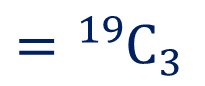 = ¹⁹C₃